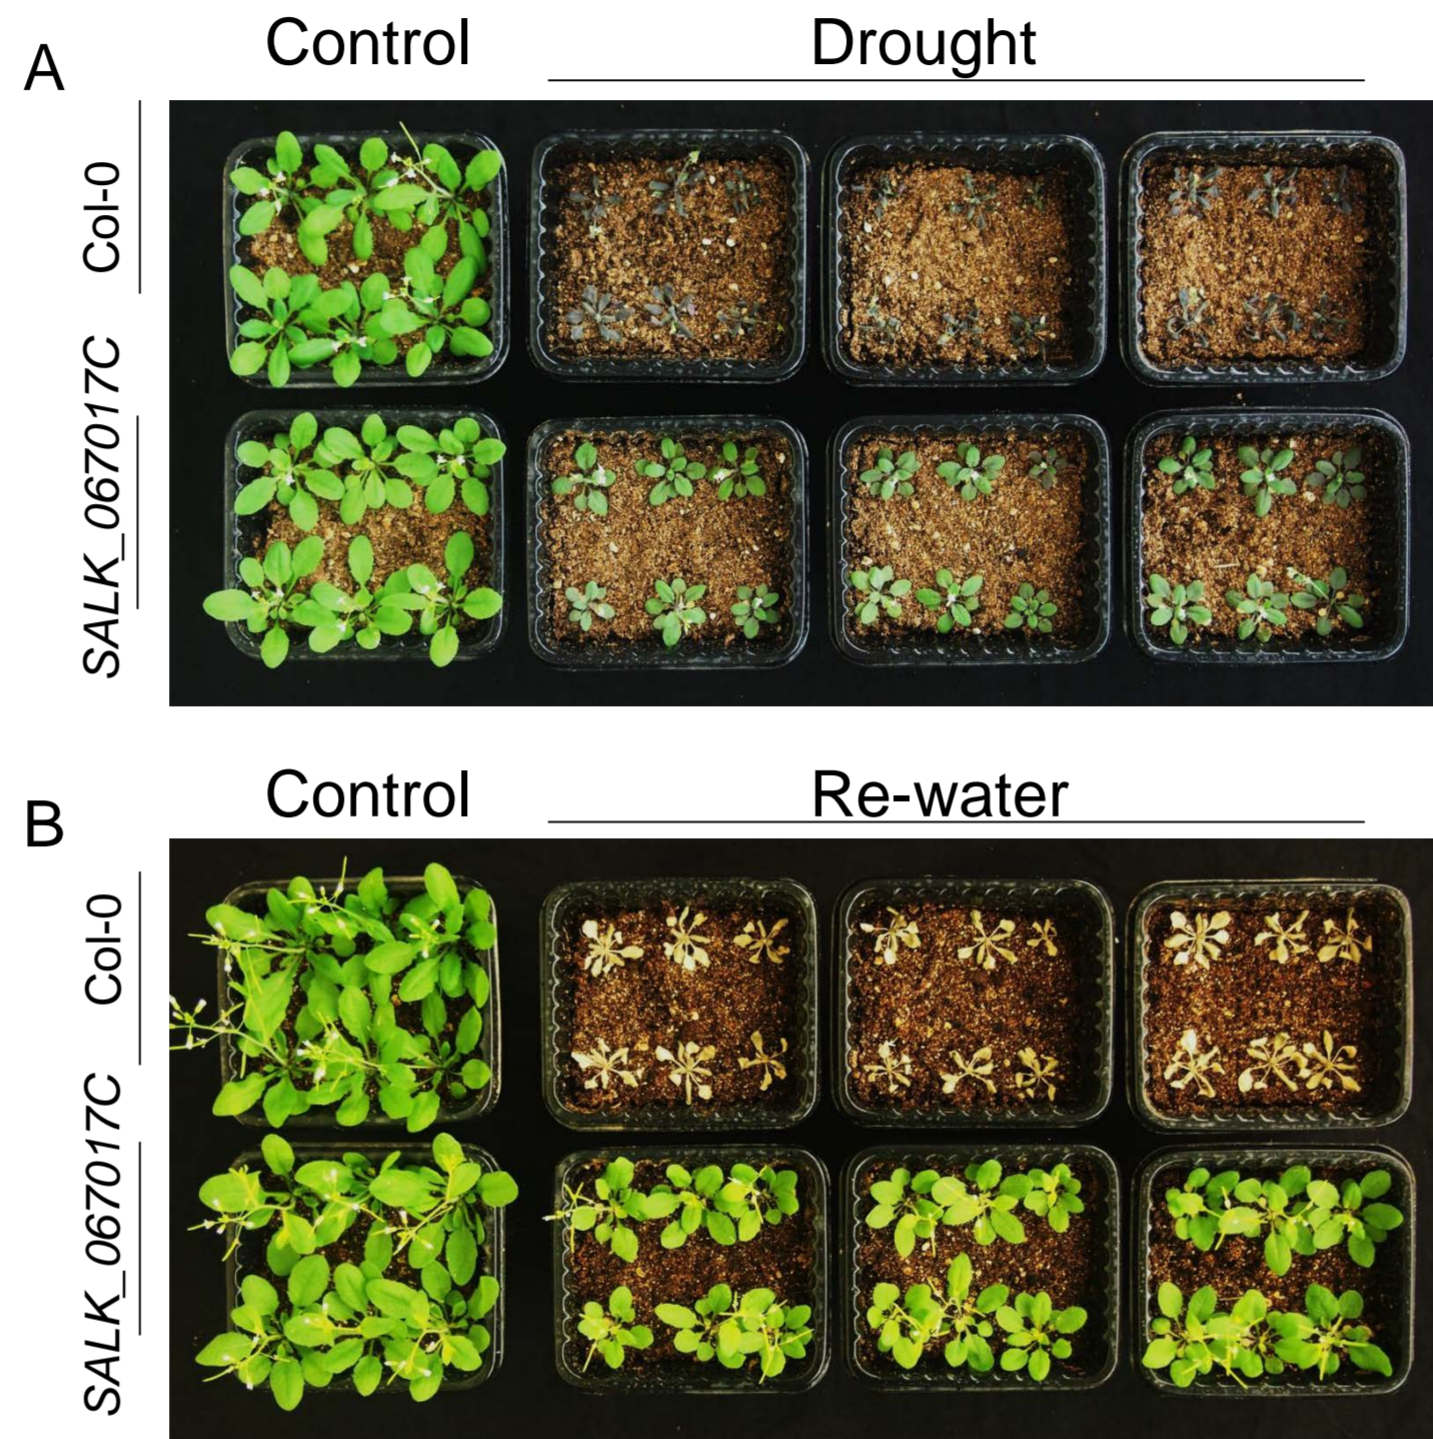 A
Control
Drought
Col-0
SALK_067017C
B
Control
Re-water
Col-0
SALK_067017C